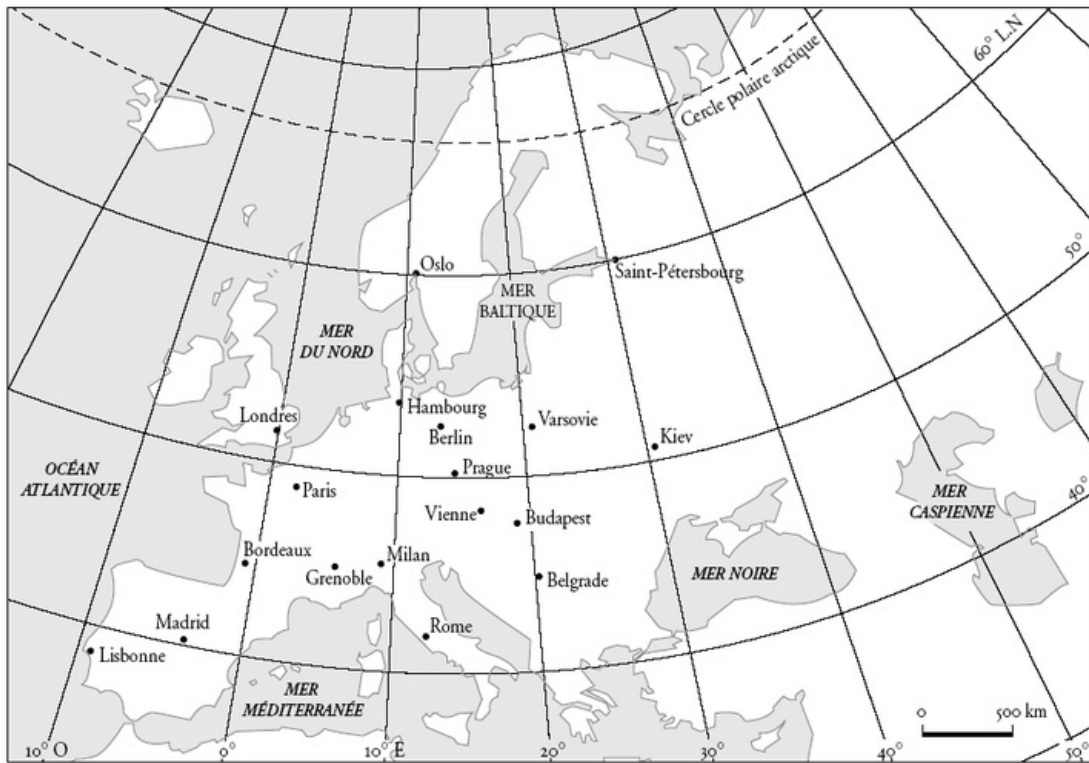 60° L.N
Cercle polaire arctique
50°
Oslo
Saint-Pétersbourg
MER
BALTIQUE
MER
DU NORD
Londres
Hambourg
Berlin
Varsovie
Kiev
OCÉAN
ATLANTIQUE
Prague
Paris
Vienne
Budapest
40°
MER
CASPIENNE
Bordeaux
Grenoble
Milan
Belgrade
MER NOIRE
Madrid
Lisbonne
Rome
MER
MÉDITERRANÉE
0 500 km
10° O
0°
10° E
20°
30°
40°
50°